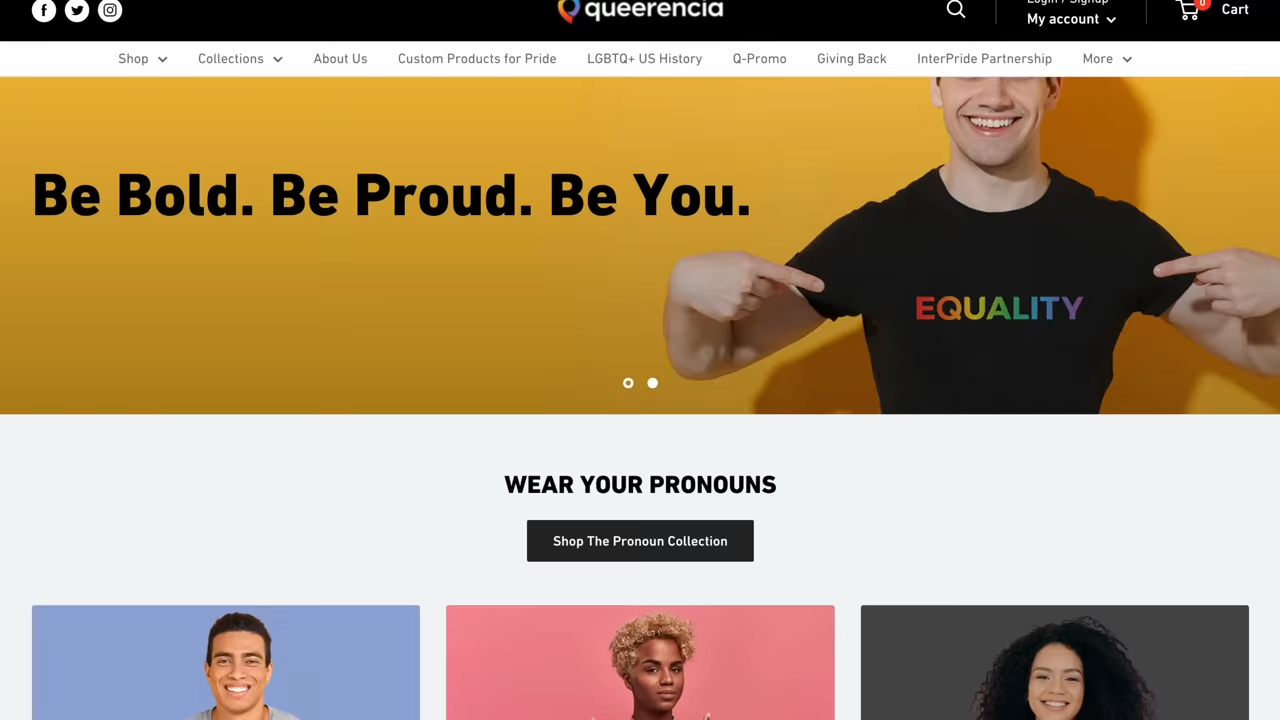 queerencia
Login / Signup
My account
0
Cart
Shop
Collections
About Us
Custom Products for Pride
LGBTQ+ US History
Q-Promo
Giving Back
InterPride Partnership
More
Be Bold. Be Proud. Be You.
EQUALITY
WEAR YOUR PRONOUNS
Shop The Pronoun Collection